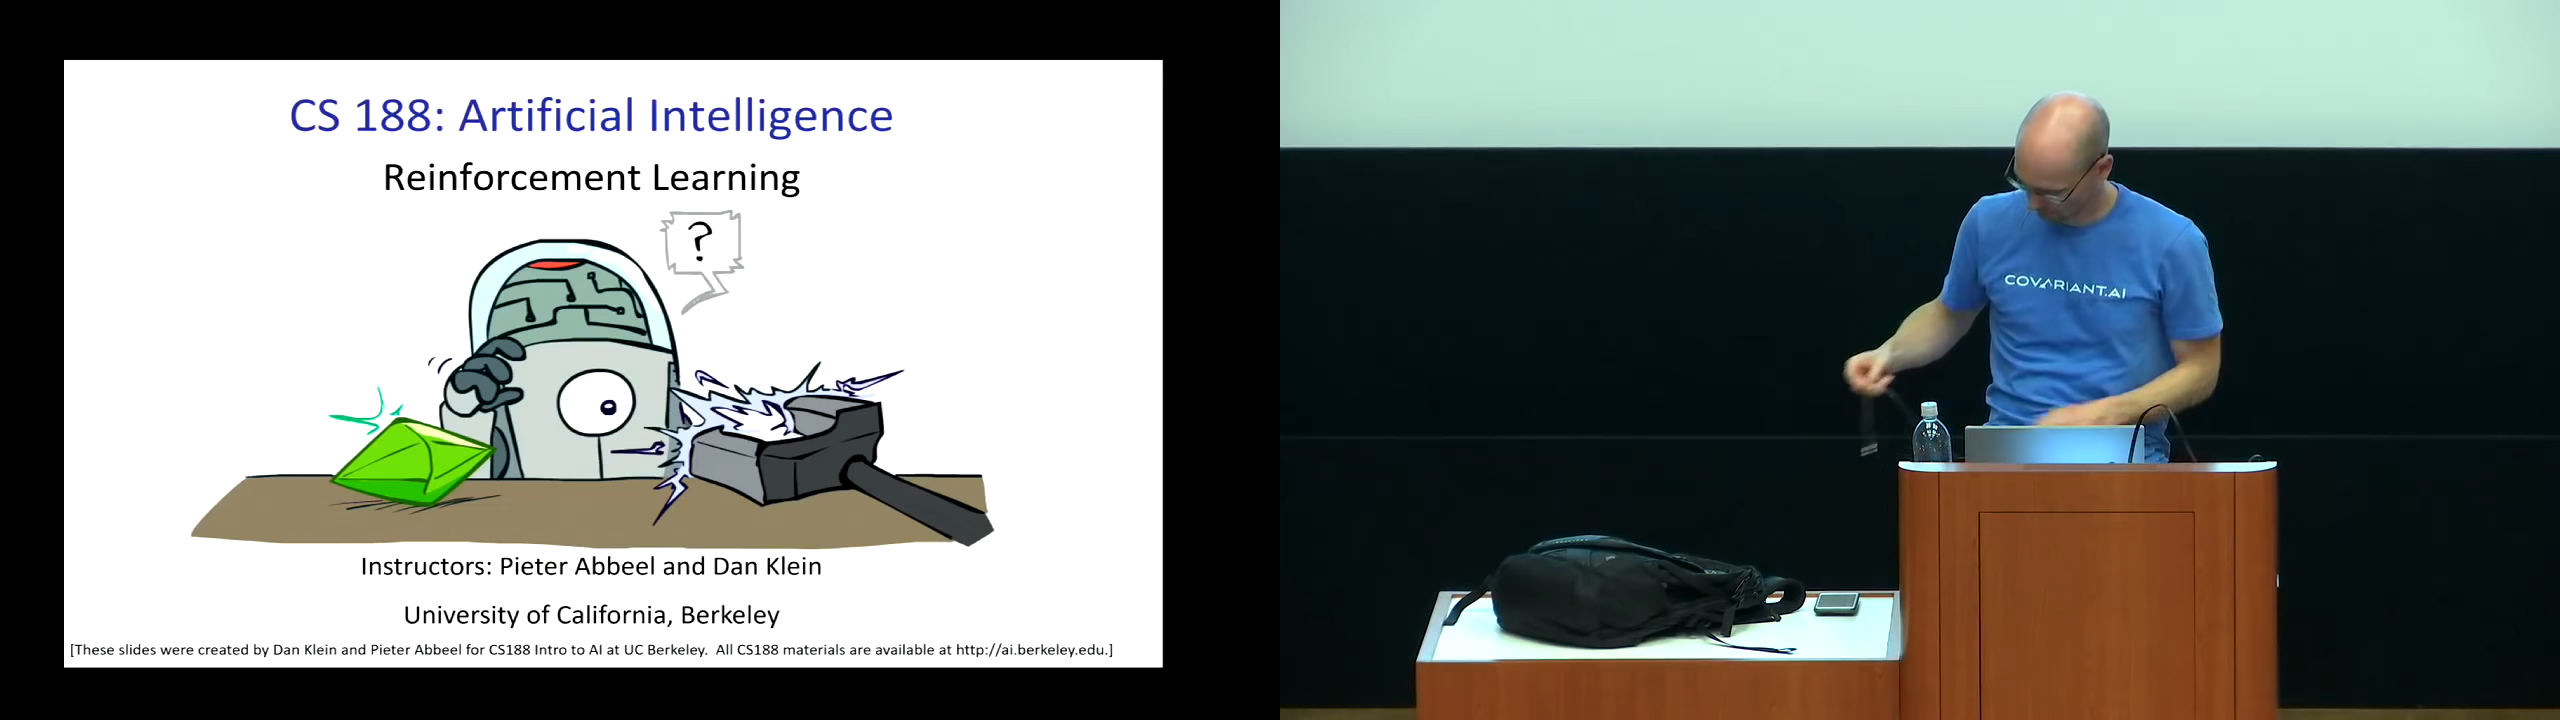 CS 188: Artificial Intelligence
Reinforcement Learning
?
Instructors: Pieter Abbeel and Dan Klein
University of California, Berkeley
[These slides were created by Dan Klein and Pieter Abbeel for CS188 Intro to AI at UC Berkeley.  All CS188 materials are available at http://ai.berkeley.edu.]
COVARIANT.AI